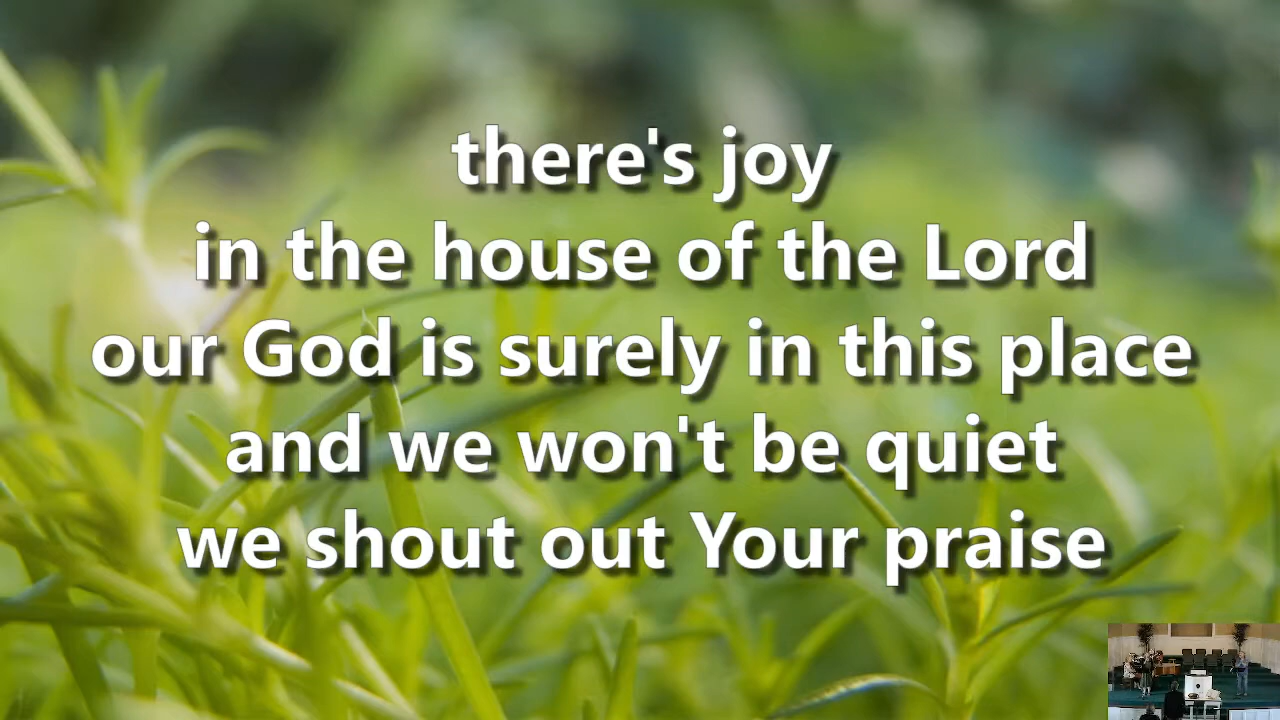 there's joy
in the house of the Lord
our God is surely in this place
and we won't be quiet
we shout out Your praise